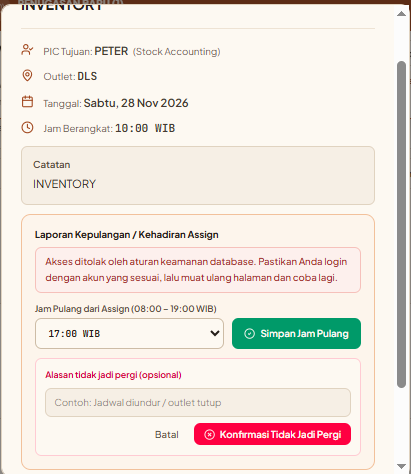 INVENTORY
PIC Tujuan: PETER (Stock Accounting)
Outlet: DLS
Tanggal: Sabtu, 28 Nov 2026
Jam Berangkat: 10:00 WIB
Catatan
INVENTORY
Laporan Kepulangan / Kehadiran Assign
Akses ditolak oleh aturan keamanan database. Pastikan Anda login
dengan akun yang sesuai, lalu muat ulang halaman dan coba lagi.
Jam Pulang dari Assign (08:00 – 19:00 WIB)
17:00 WIB
Simpan Jam Pulang
Alasan tidak jadi pergi (opsional)
Contoh: Jadwal diundur / outlet tutup
Batal
Konfirmasi Tidak Jadi Pergi